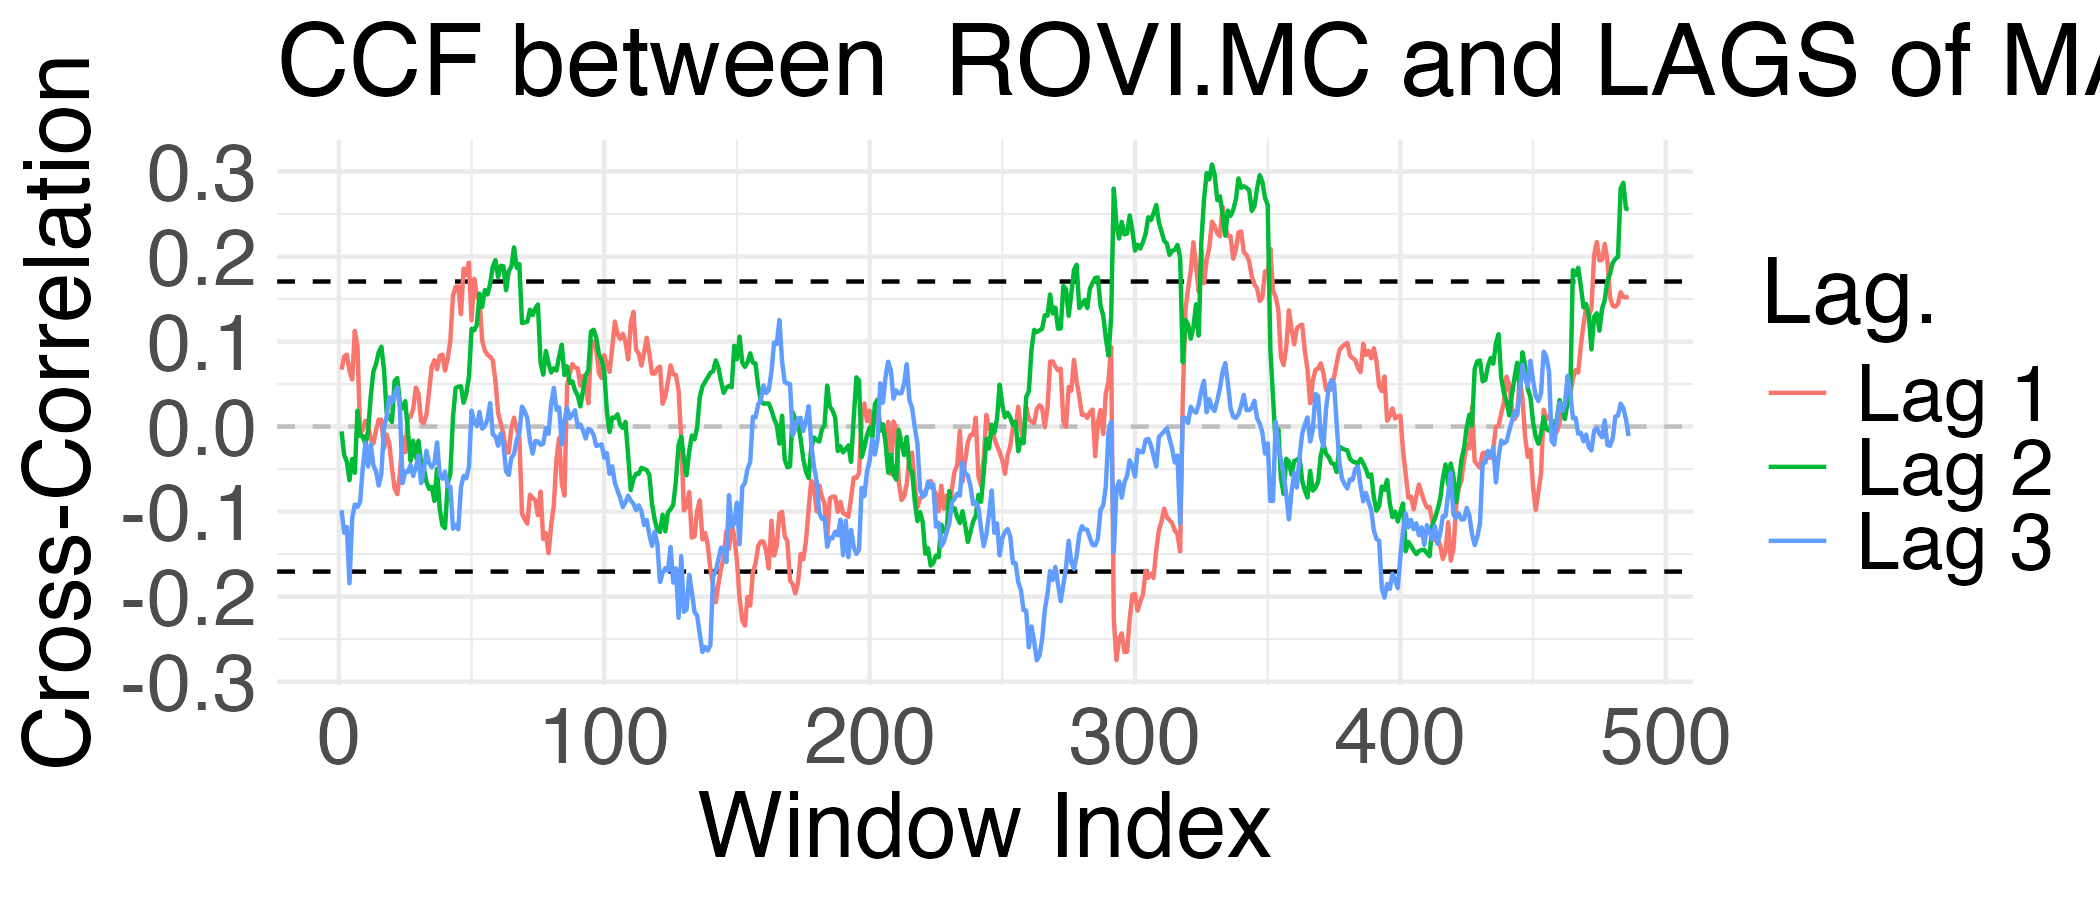 CCF between ROVI.MC and LAGS of MA
Cross-Correlation
0.3
0.2
0.1
0.0
-0.1
-0.2
-0.3
0 100 200 300 400 500
Window Index
Lag.
Lag 1
Lag 2
Lag 3